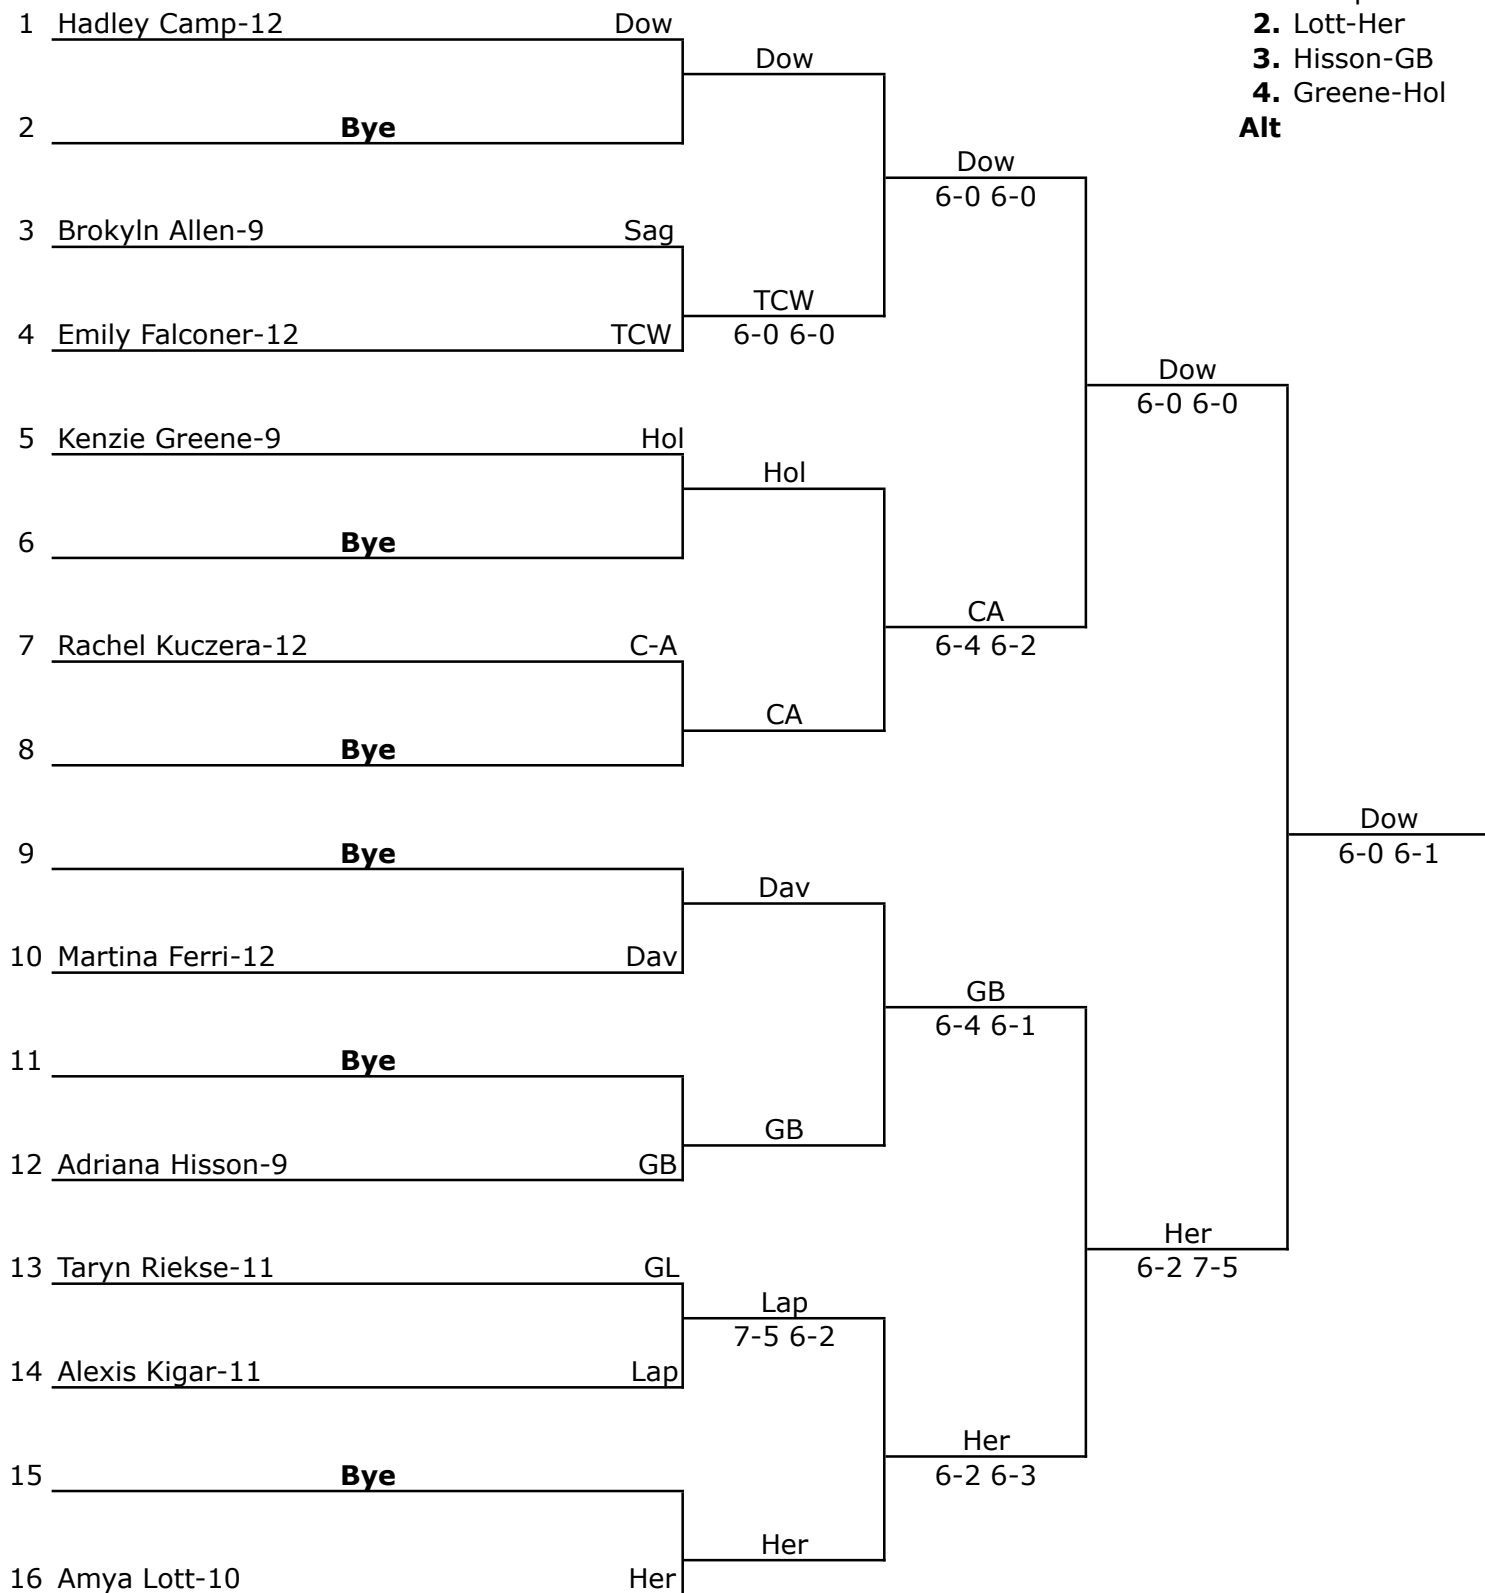 1 Hadley Camp-12 Dow
2. Lott-Her
Dow
3. Hisson-GB
4. Greene-Hol
2 Bye
Alt
Dow
6-0 6-0
3 Brokyln Allen-9 Sag
TCW
4 Emily Falconer-12 TCW
6-0 6-0
Dow
6-0 6-0
5 Kenzie Greene-9 Hol
Hol
6 Bye
CA
7 Rachel Kuczera-12 C-A
6-4 6-2
CA
8 Bye
Dow
9 Bye
6-0 6-1
Dav
10 Martina Ferri-12 Dav
GB
6-4 6-1
11 Bye
GB
12 Adriana Hisson-9 GB
Her
13 Taryn Riekse-11 GL
6-2 7-5
Lap
7-5 6-2
14 Alexis Kigar-11 Lap
Her
15 Bye
6-2 6-3
Her
16 Amya Lott-10 Her